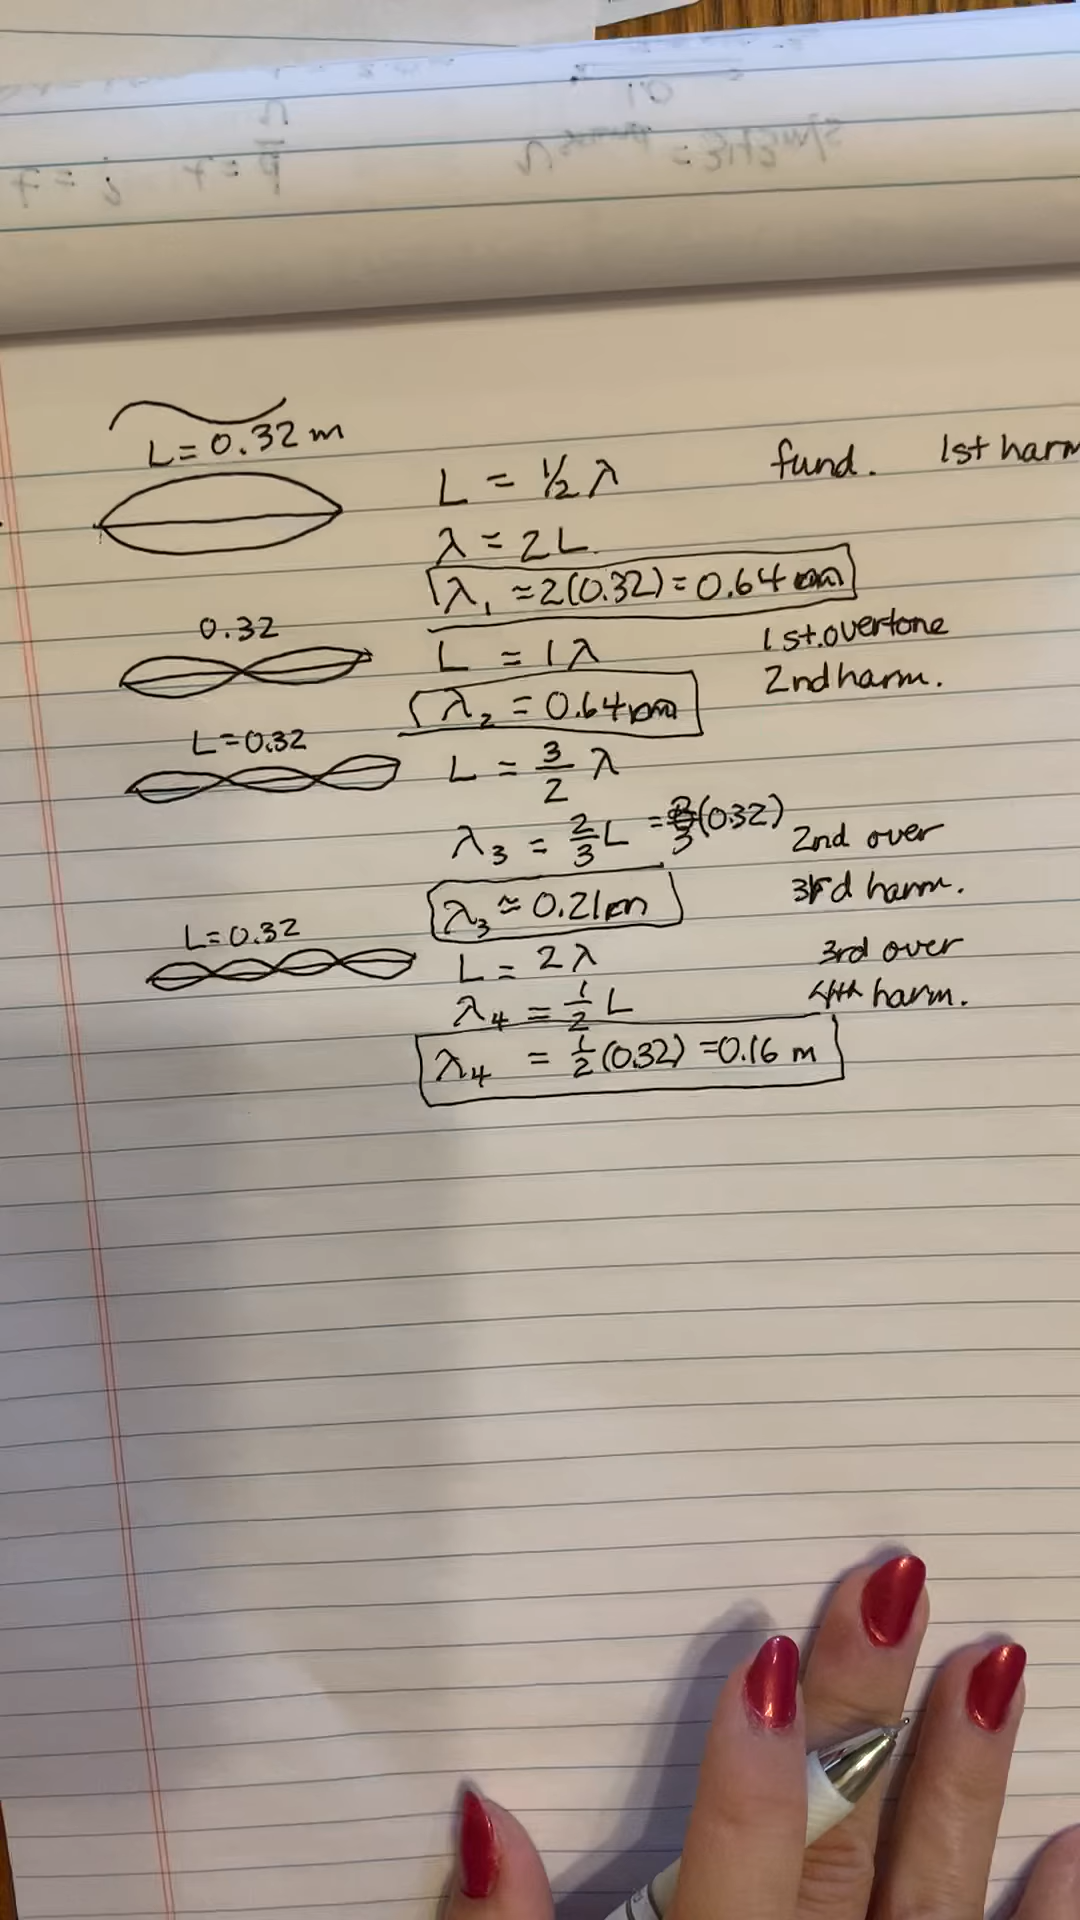 L = 0.32 m
L = ½ λ
fund. 1st harm
λ = 2L
λ₁ = 2(0.32) = 0.64 m
0.32
L = 1λ
1st overtone
2nd harm.
λ₂ = 0.64 m
L = 0.32
L = 3/2 λ
λ₃ = 2/3 L = 2/3 (0.32)
2nd over
3rd harm.
λ₃ ≈ 0.21 m
L = 0.32
L = 2λ
3rd over
λ₄ = 1/2 L
4th harm.
λ₄ = 1/2 (0.32) = 0.16 m